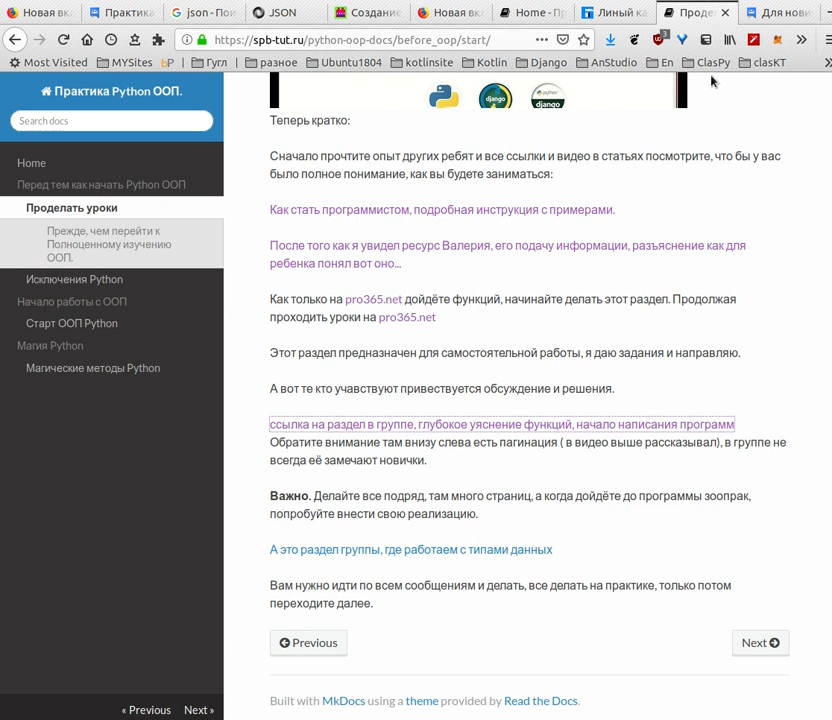 Новая вкл
Практика
json - Пои
JSON
Создание
Новая вкл
Home - Пр
Линый ка
Продел
Для нови
https://spb-tut.ru/python-oop-docs/before_oop/start/
Most Visited
MYSites
Гугл
разное
Ubuntu1804
kotlinsite
Kotlin
Django
AnStudio
En
ClasPy
clasKT
Практика Python ООП.
Search docs
Home
Перед тем как начать Python ООП
Проделать уроки
Прежде, чем перейти к
Полноценному изучению
ООП.
Исключения Python
Начало работы с ООП
Старт ООП Python
Магия Python
Магические методы Python
« Previous Next »
python
django
django
Теперь кратко:
Сначало прочтите опыт других ребят и все ссылки и видео в статьях посмотрите, что бы у вас
было полное понимание, как вы будете заниматься:
Как стать программистом, подробная инструкция с примерами.
После того как я увидел ресурс Валерия, его подачу информации, разъяснение как для
ребенка понял вот оно...
Как только на pro365.net дойдёте функций, начинайте делать этот раздел. Продолжая
проходить уроки на pro365.net
Этот раздел предназначен для самостоятельной работы, я даю задания и направляю.
А вот те кто учавствуют привествуется обсуждение и решения.
ссылка на раздел в группе, глубокое уяснение функций, начало написания программ
Обратите внимание там внизу слева есть пагинация ( в видео выше рассказывал), в группе не
всегда её замечают новички.
Важно. Делайте все подряд, там много страниц, а когда дойдёте до программы зоопрак,
попробуйте внести свою реализацию.
А это раздел группы, где работаем с типами данных
Вам нужно идти по всем сообщениям и делать, все делать на практике, только потом
переходите далее.
Previous
Next
Built with MkDocs using a theme provided by Read the Docs.